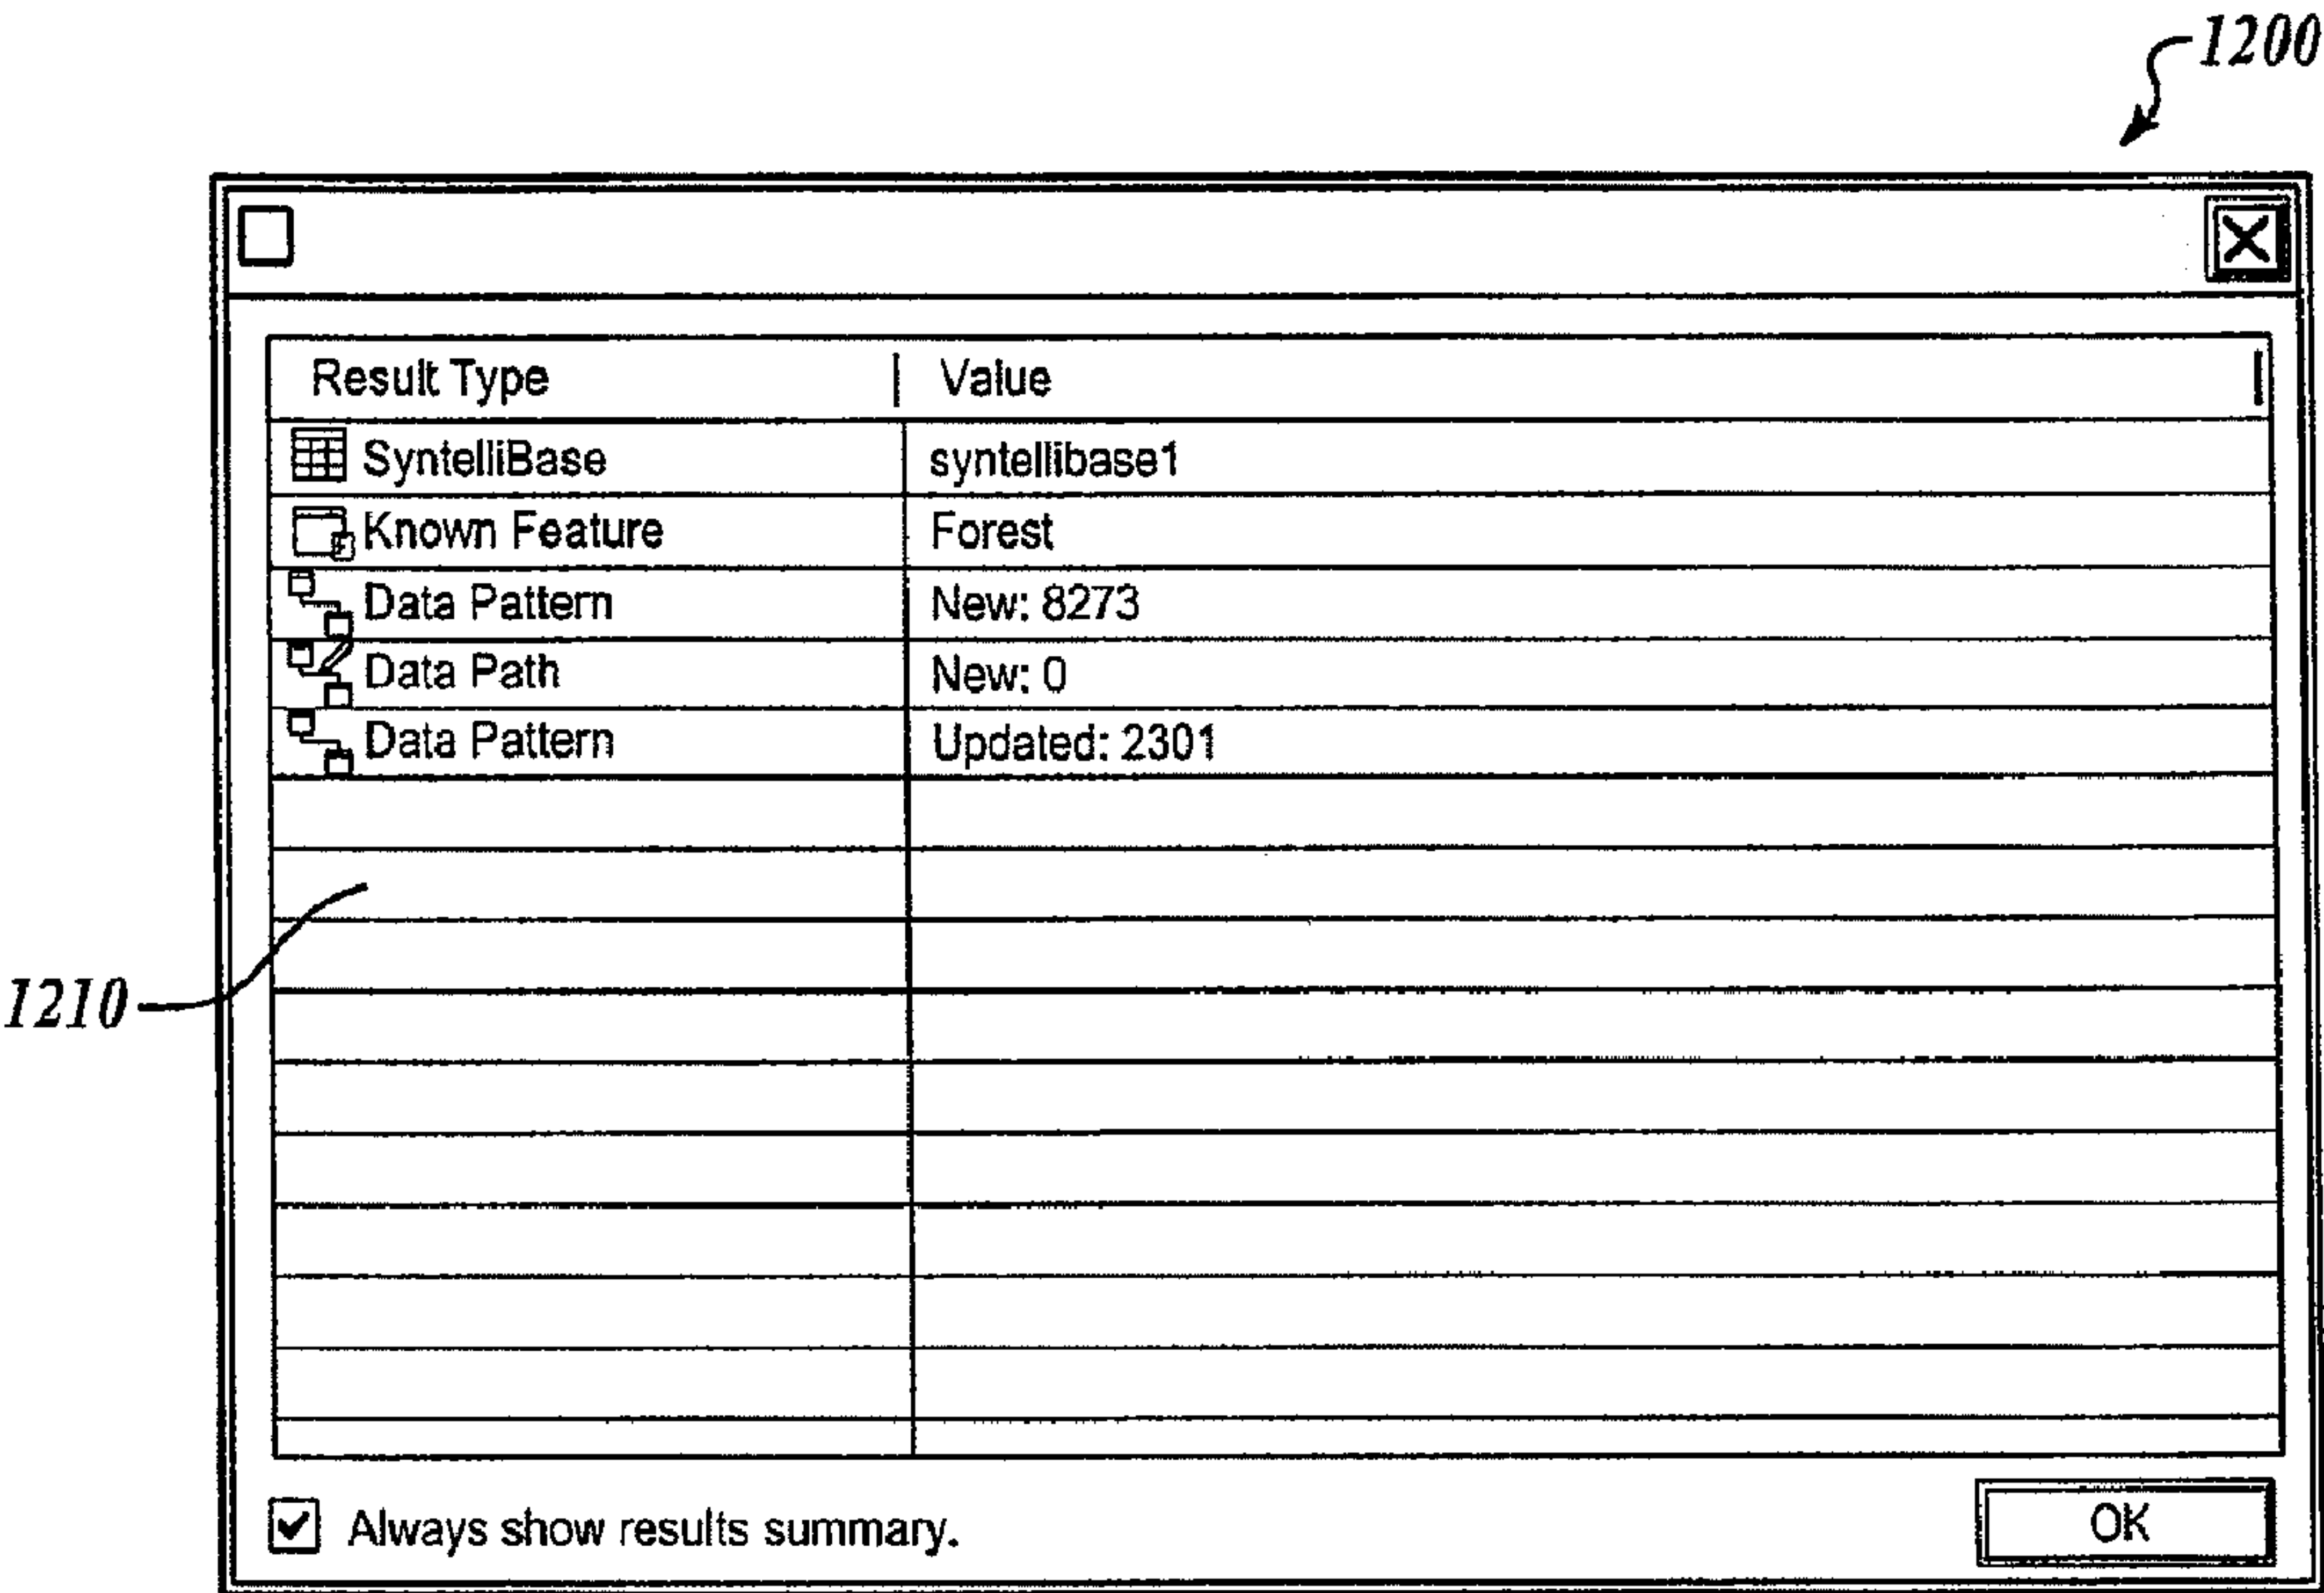 1200
Result Type | Value
SyntelliBase syntellibase1
Known Feature Forest
Data Pattern New: 8273
Data Path New: 0
Data Pattern Updated: 2301
1210
Always show results summary.
OK